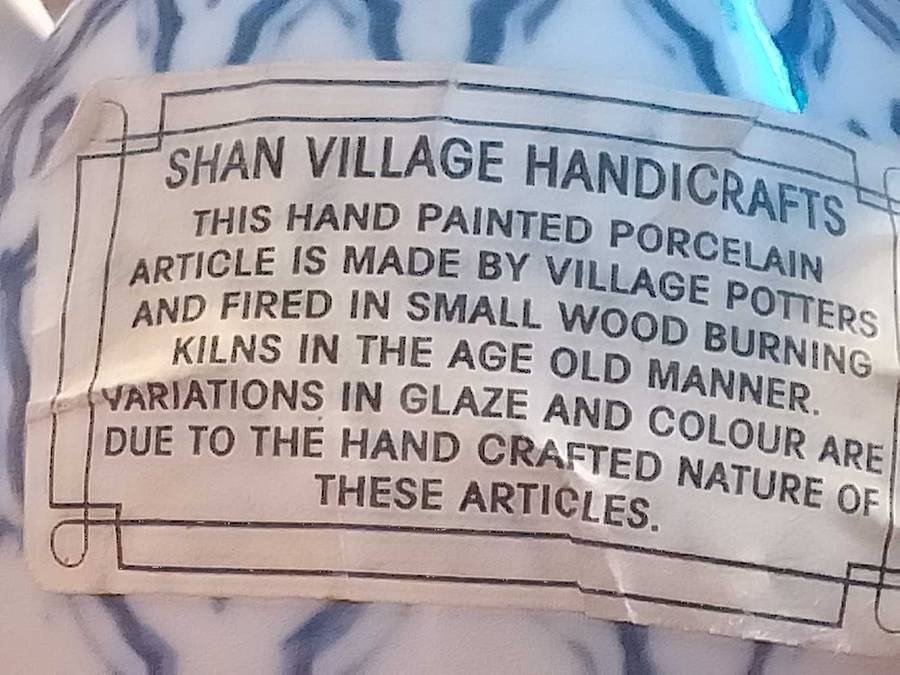 SHAN VILLAGE HANDICRAFTS
THIS HAND PAINTED PORCELAIN
ARTICLE IS MADE BY VILLAGE POTTERS
AND FIRED IN SMALL WOOD BURNING
KILNS IN THE AGE OLD MANNER.
VARIATIONS IN GLAZE AND COLOUR ARE
DUE TO THE HAND CRAFTED NATURE OF
THESE ARTICLES.